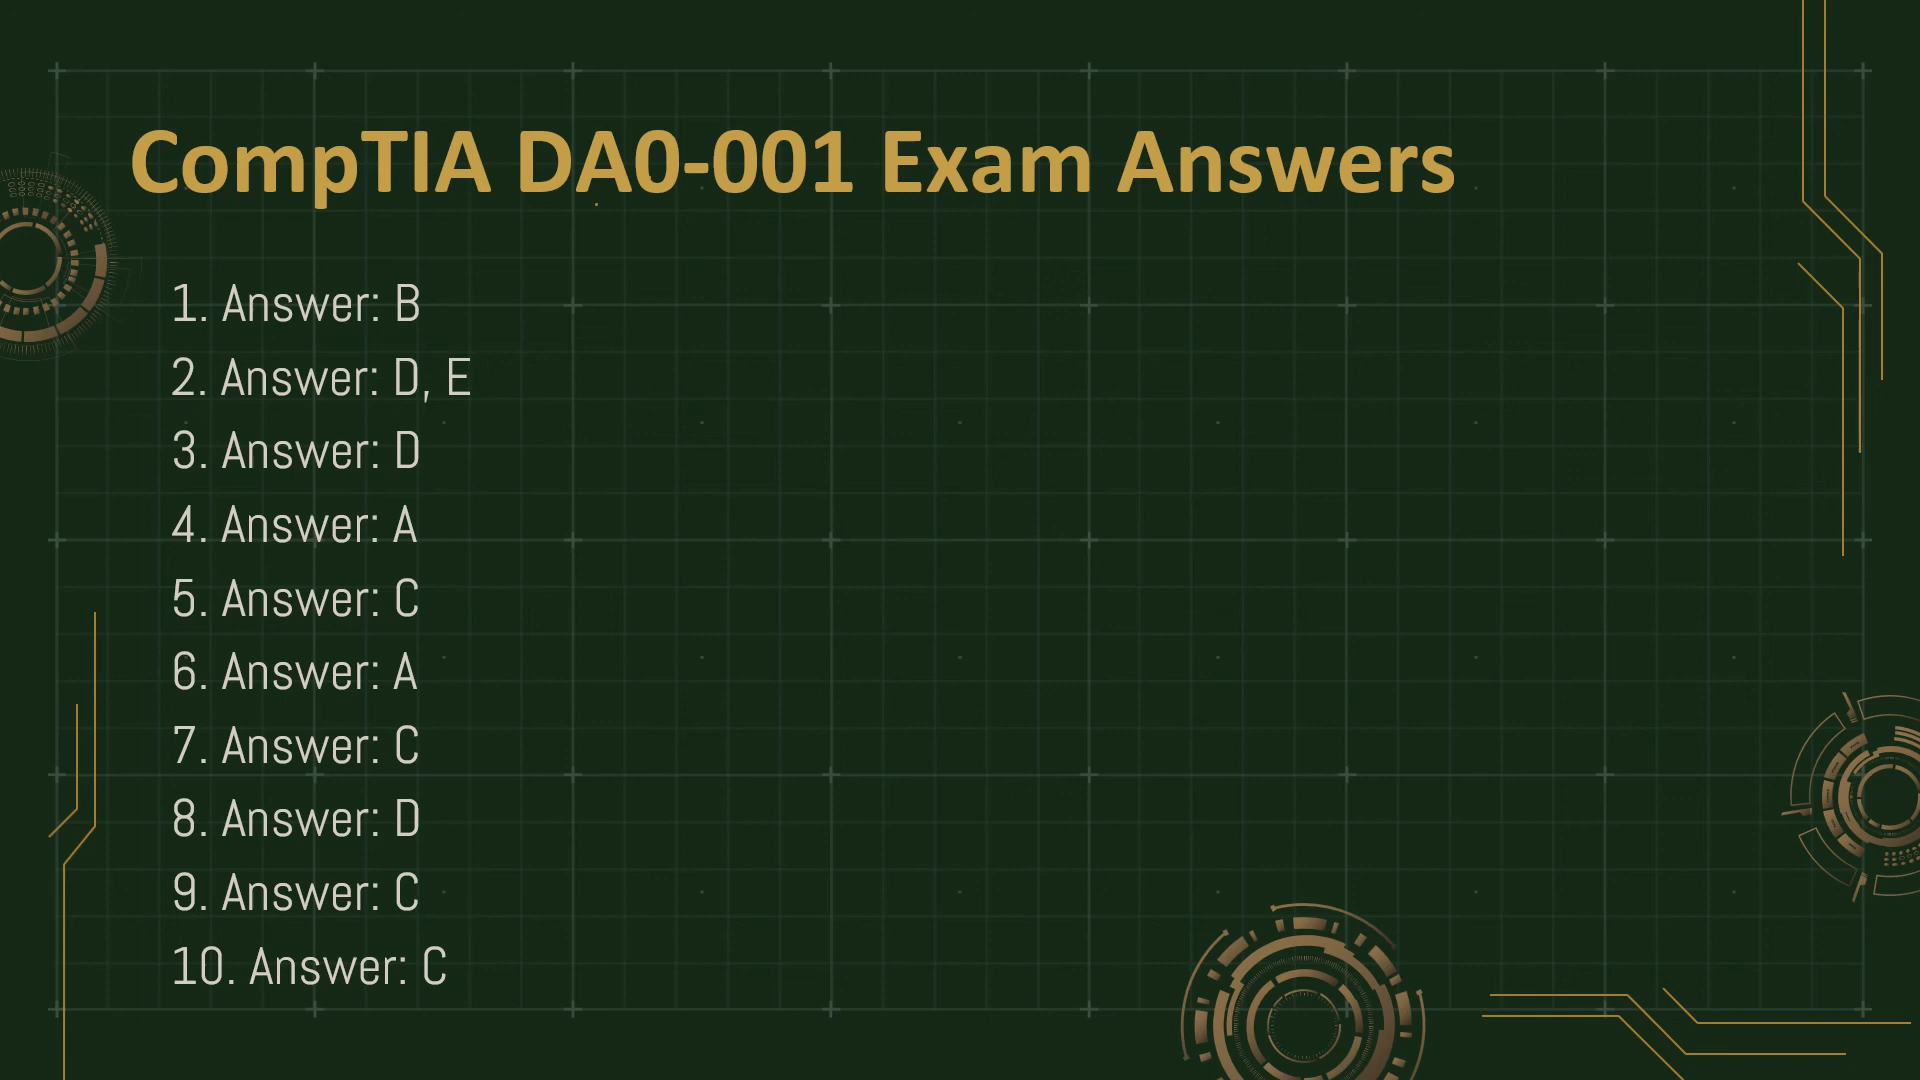 CompTIA DA0-001 Exam Answers
1. Answer: B
2. Answer: D, E
3. Answer: D
4. Answer: A
5. Answer: C
6. Answer: A
7. Answer: C
8. Answer: D
9. Answer: C
10. Answer: C